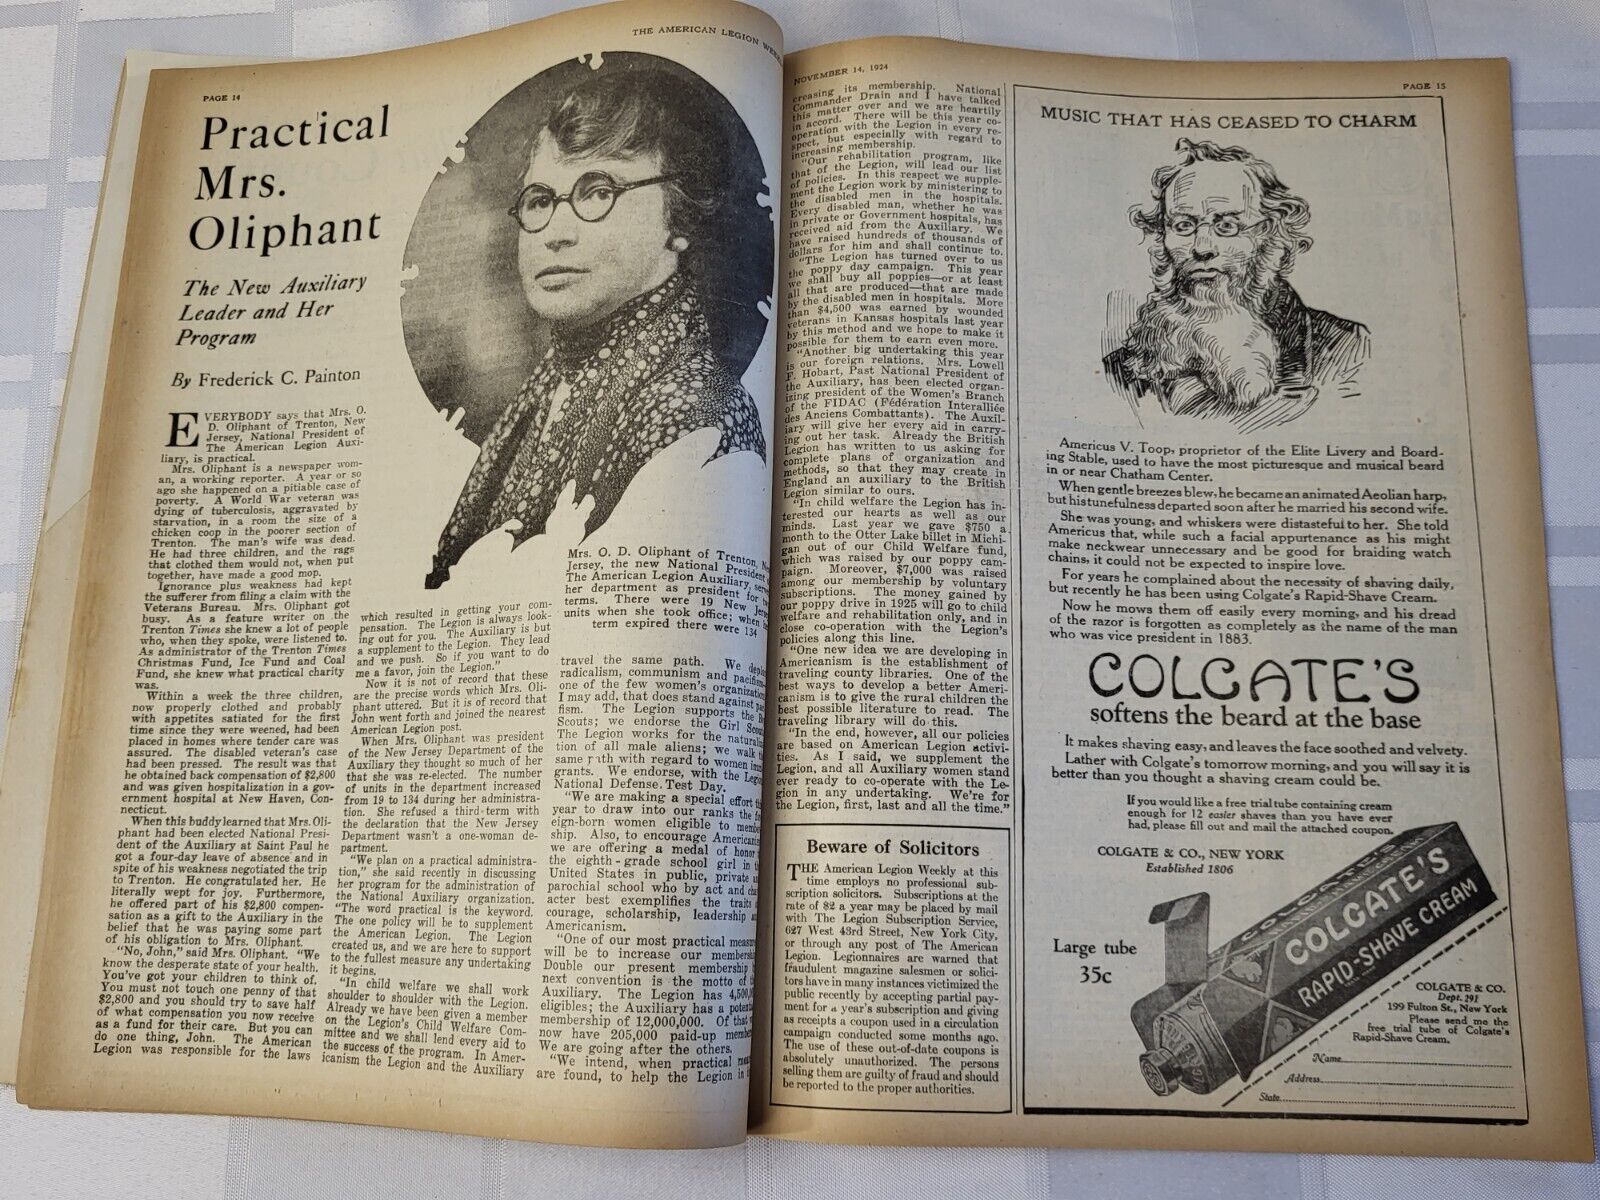 THE AMERICAN LEGION
PAGE 14
Practical
Mrs.
Oliphant
The New Auxiliary
Leader and Her
Program
By Frederick C. Painton
EVERYBODY says that Mrs. O.
D. Oliphant of Trenton, New
Jersey, National President of
The American Legion Auxi-
liary, is practical.
Mrs. Oliphant is a newspaper wom-
an, a working reporter. A year or so
ago she happened on a pitiable case of
poverty. A World War veteran was
dying of tuberculosis, aggravated by
starvation, in a room the size of a
chicken coop in the poorer section of
Trenton. The man's wife was dead.
He had three children, and the rags
that clothed them would not, when put
together, have made a good mop.
Ignorance plus weakness had kept
the sufferer from filing a claim with the
Veterans Bureau. Mrs. Oliphant got
busy. As a feature writer on the
Trenton Times she knew a lot of people
who, when they spoke, were listened to.
As administrator of the Trenton Times
Christmas Fund, Ice Fund and Coal
Fund, she knew what practical charity
was.
Within a week the three children,
now properly clothed and probably
with appetites satiated for the first
time since they were weened, had been
placed in homes where tender care was
assured. The disabled veteran's case
had been pressed. The result was that
he obtained back compensation of $2,800
and was given hospitalization in a gov-
ernment hospital at New Haven, Con-
necticut.
When this buddy learned that Mrs. Oli-
phant had been elected National Presi-
dent of the Auxiliary at Saint Paul he
got a four-day leave of absence and in
spite of his weakness negotiated the trip
to Trenton. He congratulated her. He
literally wept for joy. Furthermore,
he offered part of his $2,800 compen-
sation as a gift to the Auxiliary in the
belief that he was paying some part
of his obligation to Mrs. Oliphant.
"No, John," said Mrs. Oliphant. "We
know the desperate state of your health.
You've got your children to think of.
You must not touch one penny of that
$2,800 and you should try to save half
of what compensation you now receive
as a fund for their care. But you can
do one thing, John. The American
Legion was responsible for the laws
which resulted in getting your com-
pensation. The Legion is always look-
ing out for you. The Auxiliary is but
a supplement to the Legion. They lead
and we push. So if you want to do
me a favor, join the Legion."
Now it is not of record that these
are the precise words which Mrs. Oli-
phant uttered. But it is of record that
John went forth and joined the nearest
American Legion post.
When Mrs. Oliphant was president
of the New Jersey Department of the
Auxiliary they thought so much of her
that she was re-elected. The number
of units in the department increased
from 19 to 134 during her administra-
tion. She refused a third-term with
the declaration that the New Jersey
Department wasn't a one-woman de-
partment.
"We plan on a practical administra-
tion," she said recently in discussing
her program for the administration of
the National Auxiliary organization.
"The word practical is the keyword.
The one policy will be to supplement
the American Legion. The Legion
created us, and we are here to support
to the fullest measure any undertaking
it begins.
"In child welfare we shall work
shoulder to shoulder with the Legion.
Already we have given a member
on the Legion's Child Welfare Com-
mittee and we shall lend every aid to
the success of the program. In Amer-
icanism the Legion and the Auxiliary
Mrs. O. D. Oliphant of Trenton,
Jersey, the new National President
The American Legion Auxiliary,
her department as president for
terms. There were 19 New
units when she took office; when
term expired there were 134
travel the same path. We
radicalism, communism and
one of the few women's
I may add, that does stand against
fism. The Legion supports the
Scouts; we endorse the Girl
The Legion works for the
tion of all male aliens; we walk
same path with regard to women
grants. We endorse, with the
National Defense Test Day.
"We are making a special effort
year to draw into our ranks the
eign-born women eligible to
ship. Also, to encourage
we are offering a medal of honor
the eighth-grade school girl in
United States in public, private
parochial school who by act and
acter best exemplifies the traits
courage, scholarship, leadership
Americanism.
"One of our most practical
will be to increase our
Double our present membership
next convention is the motto of
Auxiliary. The Legion has
eligibles; the Auxiliary has a
membership of 12,000,000. Of
now have 205,000 paid-up
We are going after the others.
"We intend, when practical
are found, to help the Legion in
NOVEMBER 14, 1924
PAGE 15
creasing its membership. National
Commander Drain and I have talked
this matter over and we are heartily
in accord. There will be this year co-
operation with the Legion in every re-
spect, but especially with regard to
increasing membership.
"Our rehabilitation program, like
that of the Legion, will lead our list
of policies. In this respect we supple-
ment the Legion work by ministering to
the disabled men in the hospitals.
Every disabled man, whether he was
in private or Government hospitals, has
received aid from the Auxiliary. We
have raised hundreds of thousands of
dollars for him and shall continue to.
"The Legion has turned over to us
the poppy day campaign. This year
we shall buy all poppies—or at least
all that are produced—that are made
by the disabled men in hospitals. More
than $4,500 was earned by wounded
veterans in Kansas hospitals last year
by this method and we hope to make it
possible for them to earn even more.
"Another big undertaking this year
is our foreign relations. Mrs. Lowell
F. Hobart, Past National President of
the Auxiliary, has been elected organ-
izing president of the Women's Branch
of the FIDAC (Fédération Interalliée
des Anciens Combattants). The Auxil-
iary will give her every aid in carry-
ing out her task. Already the British
Legion has written to us asking for
complete plans of organization and
methods, so that they may create in
England an auxiliary to the British
Legion similar to ours.
"In child welfare the Legion has in-
terested our hearts as well as our
minds. Last year we gave $750 a
month to the Otter Lake billet in Michi-
gan out of our Child Welfare fund,
which was raised by our poppy cam-
paign. Moreover, $7,000 was raised
among our membership by voluntary
subscriptions. The money gained by
our poppy drive in 1925 will go to child
welfare and rehabilitation only, and in
close co-operation with the Legion's
policies along this line.
"One new idea we are developing in
Americanism is the establishment of
traveling county libraries. One of the
best ways to develop a better Ameri-
canism is to give the rural children the
best possible literature to read. The
traveling library will do this.
"In the end, however, all our policies
are based on American Legion activi-
ties. As I said, we supplement the
Legion, and all Auxiliary women stand
ever ready to co-operate with the Le-
gion in any undertaking. We're for
the Legion, first, last and all the time."
Beware of Solicitors
THE American Legion Weekly at this
time employs no professional sub-
scription solicitors. Subscriptions at the
rate of $2 a year may be placed by mail
with The Legion Subscription Service,
627 West 43rd Street, New York City,
or through any post of The American
Legion. Legionnaires are warned that
fraudulent magazine salesmen or solici-
tors have in many instances victimized the
public recently by accepting partial pay-
ment for a year's subscription and giving
as receipts a coupon used in a circulation
campaign conducted some months ago.
The use of these out-of-date coupons is
absolutely unauthorized. The persons
selling them are guilty of fraud and should
be reported to the proper authorities.
MUSIC THAT HAS CEASED TO CHARM
Americus V. Toop, proprietor of the Elite Livery and Board-
ing Stable, used to have the most picturesque and musical beard
in or near Chatham Center.
When gentle breezes blew, he became an animated Aeolian harp,
but his tunefulness departed soon after he married his second wife.
She was young, and whiskers were distasteful to her. She told
Americus that, while such a facial appurtenance as his might
make neckwear unnecessary and be good for braiding watch
chains, it could not be expected to inspire love.
For years he complained about the necessity of shaving daily,
but recently he has been using Colgate's Rapid-Shave Cream.
Now he mows them off easily every morning, and his dread
of the razor is forgotten as completely as the name of the man
who was vice president in 1883.
COLGATE'S
softens the beard at the base
It makes shaving easy, and leaves the face soothed and velvety.
Lather with Colgate's tomorrow morning, and you will say it is
better than you thought a shaving cream could be.
If you would like a free trial tube containing cream
enough for 12 easier shaves than you have ever
had, please fill out and mail the attached coupon.
COLGATE & CO., NEW YORK
Established 1806
Large tube
35c
COLGATE'S
COLGATE'S
RAPID-SHAVE CREAM
COLGATE & CO.
Dept. 291
199 Fulton St., New York
Please send me the
free trial tube of Colgate's
Rapid-Shave Cream.
Name
Address
State